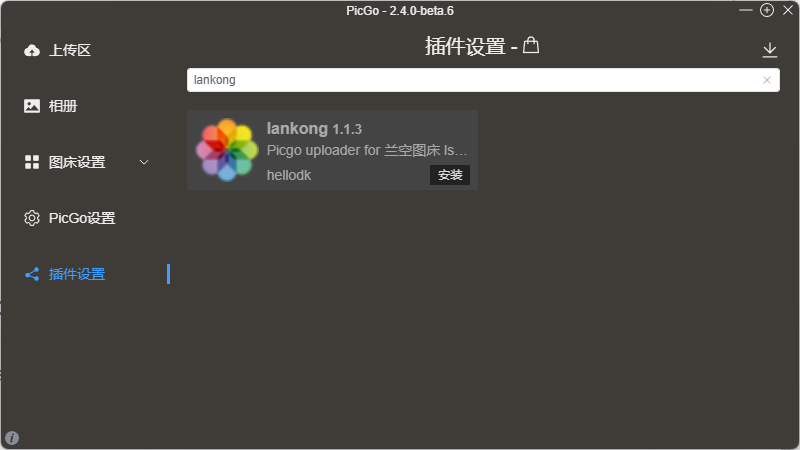 PicGo - 2.4.0-beta.6
上传区
相册
图床设置
PicGo设置
插件设置
插件设置 -
lankong
lankong 1.1.3
Picgo uploader for 兰空图床 ls...
hellodk
安装